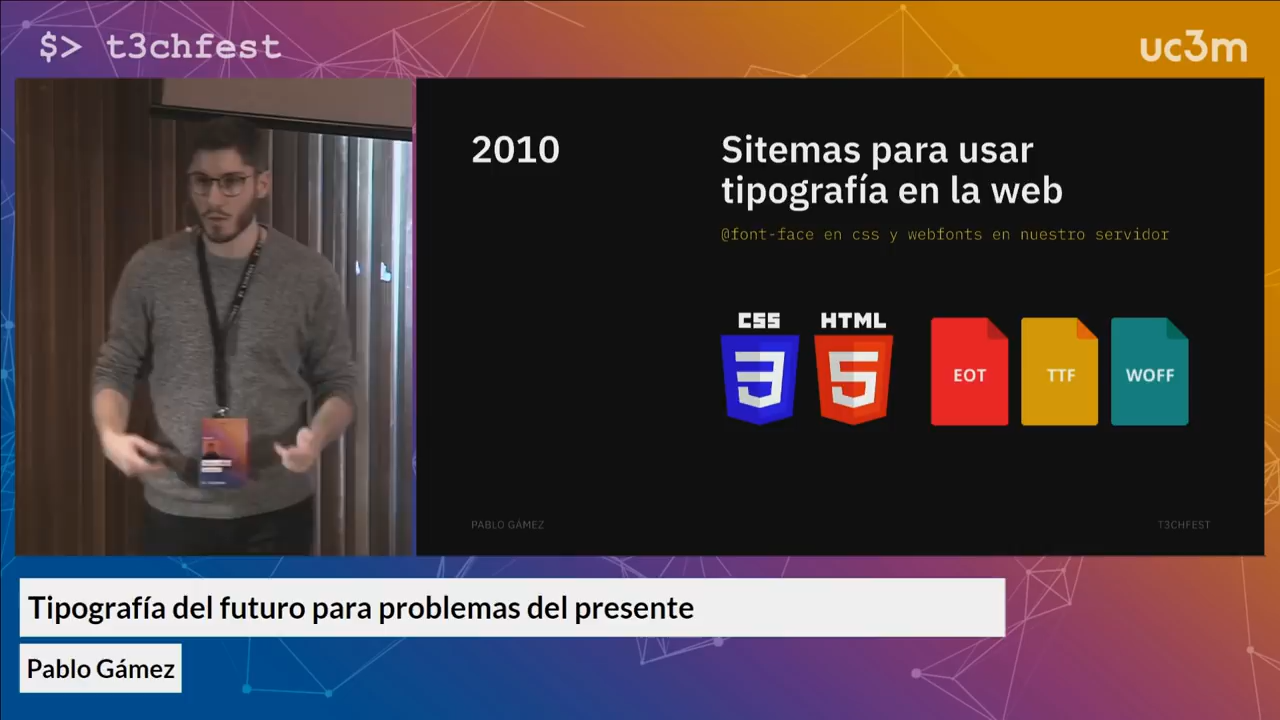 $> t3chfest
uc3m
2010
Sitemas para usar
tipografía en la web
@font-face en css y webfonts en nuestro servidor
CSS
HTML
3
5
EOT
TTF
WOFF
PABLO GÁMEZ
T3CHFEST
Tipografía del futuro para problemas del presente
Pablo Gámez